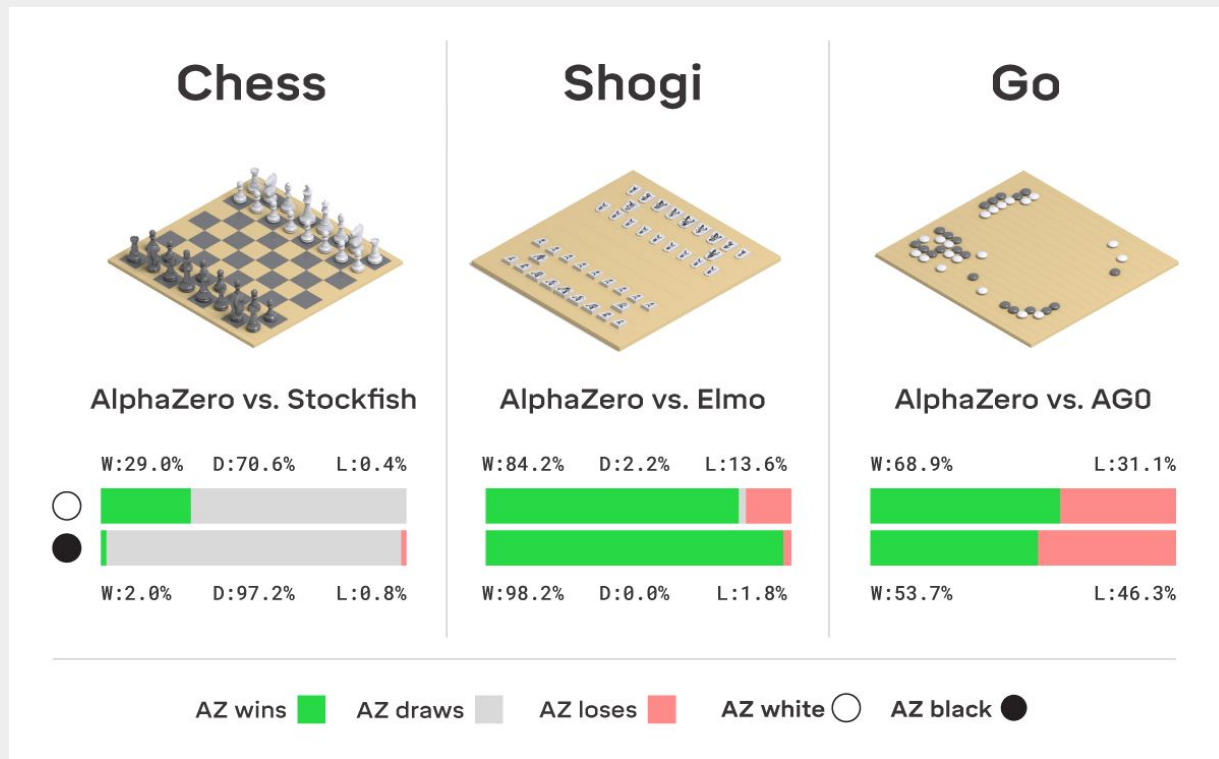 Chess
Shogi
Go
AlphaZero vs. Stockfish
AlphaZero vs. Elmo
AlphaZero vs. AG0
W:29.0% D:70.6% L:0.4%
W:84.2% D:2.2% L:13.6%
W:68.9% L:31.1%
W:2.0% D:97.2% L:0.8%
W:98.2% D:0.0% L:1.8%
W:53.7% L:46.3%
AZ wins
AZ draws
AZ loses
AZ white
AZ black